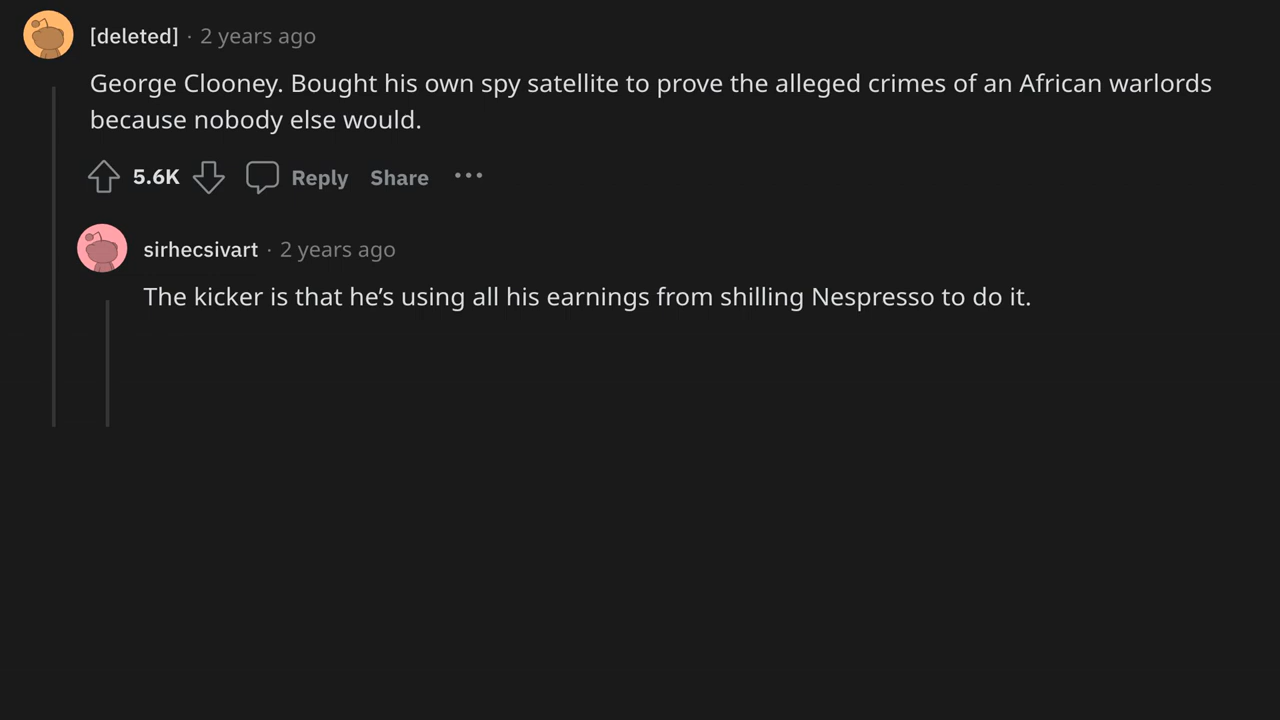 [deleted] · 2 years ago
George Clooney. Bought his own spy satellite to prove the alleged crimes of an African warlords
because nobody else would.
5.6K Reply Share ···
sirhecsivart · 2 years ago
The kicker is that he’s using all his earnings from shilling Nespresso to do it.